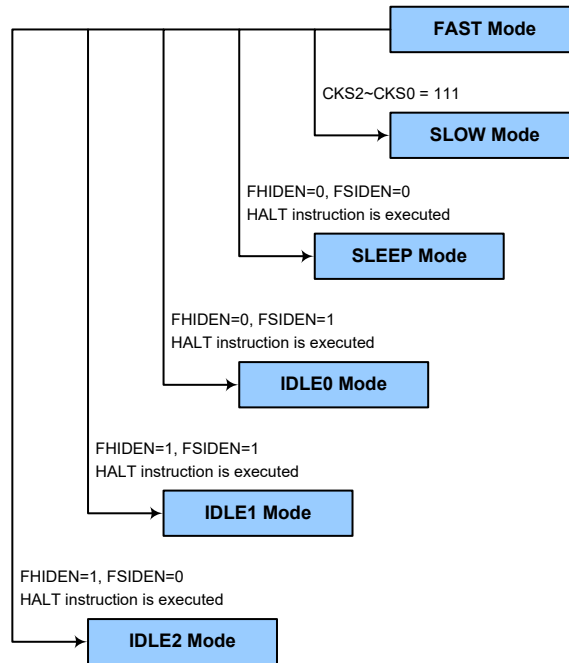 FAST Mode
CKS2~CKS0 = 111
SLOW Mode
FHIDEN=0, FSIDEN=0
HALT instruction is executed
SLEEP Mode
FHIDEN=0, FSIDEN=1
HALT instruction is executed
IDLE0 Mode
FHIDEN=1, FSIDEN=1
HALT instruction is executed
IDLE1 Mode
FHIDEN=1, FSIDEN=0
HALT instruction is executed
IDLE2 Mode